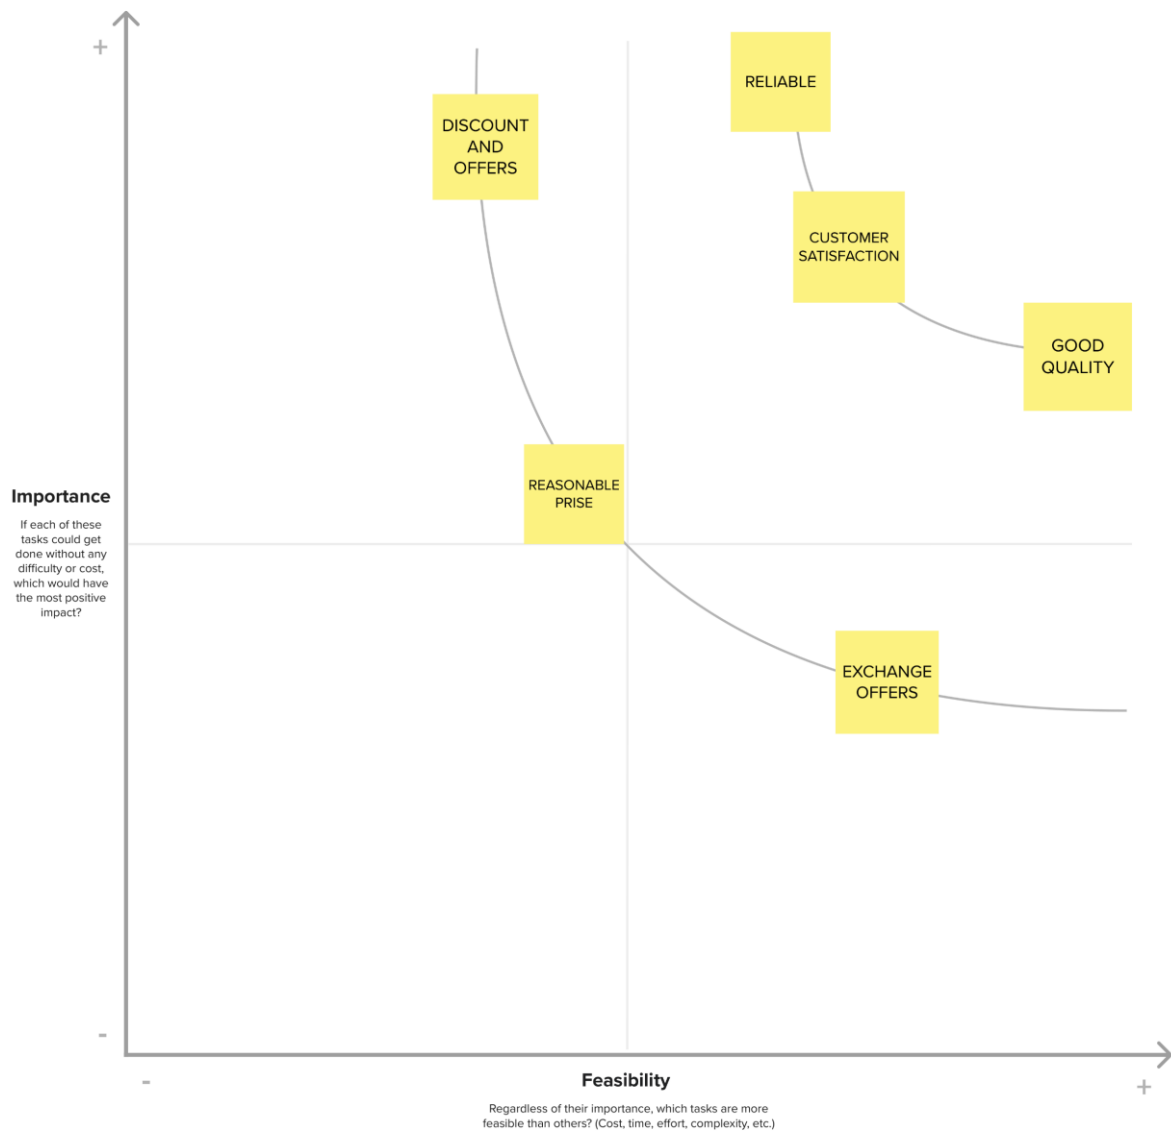 +
RELIABLE
DISCOUNT
AND
OFFERS
CUSTOMER
SATISFACTION
GOOD
QUALITY
REASONABLE
PRISE
Importance
If each of these
tasks could get
done without any
difficulty or cost,
which would have
the most positive
impact?
EXCHANGE
OFFERS
-
-
Feasibility
+
Regardless of their importance, which tasks are more
feasible than others? (Cost, time, effort, complexity, etc.)